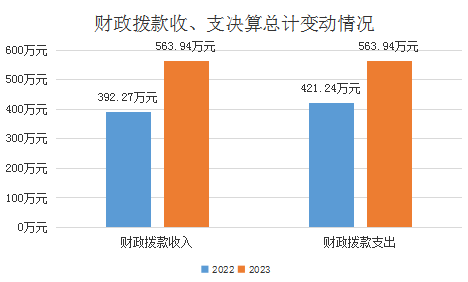 财政拨款收、支决算总计变动情况
600万元
500万元
400万元
300万元
200万元
100万元
0万元
392.27万元
563.94万元
421.24万元
563.94万元
财政拨款收入
财政拨款支出
2022
2023